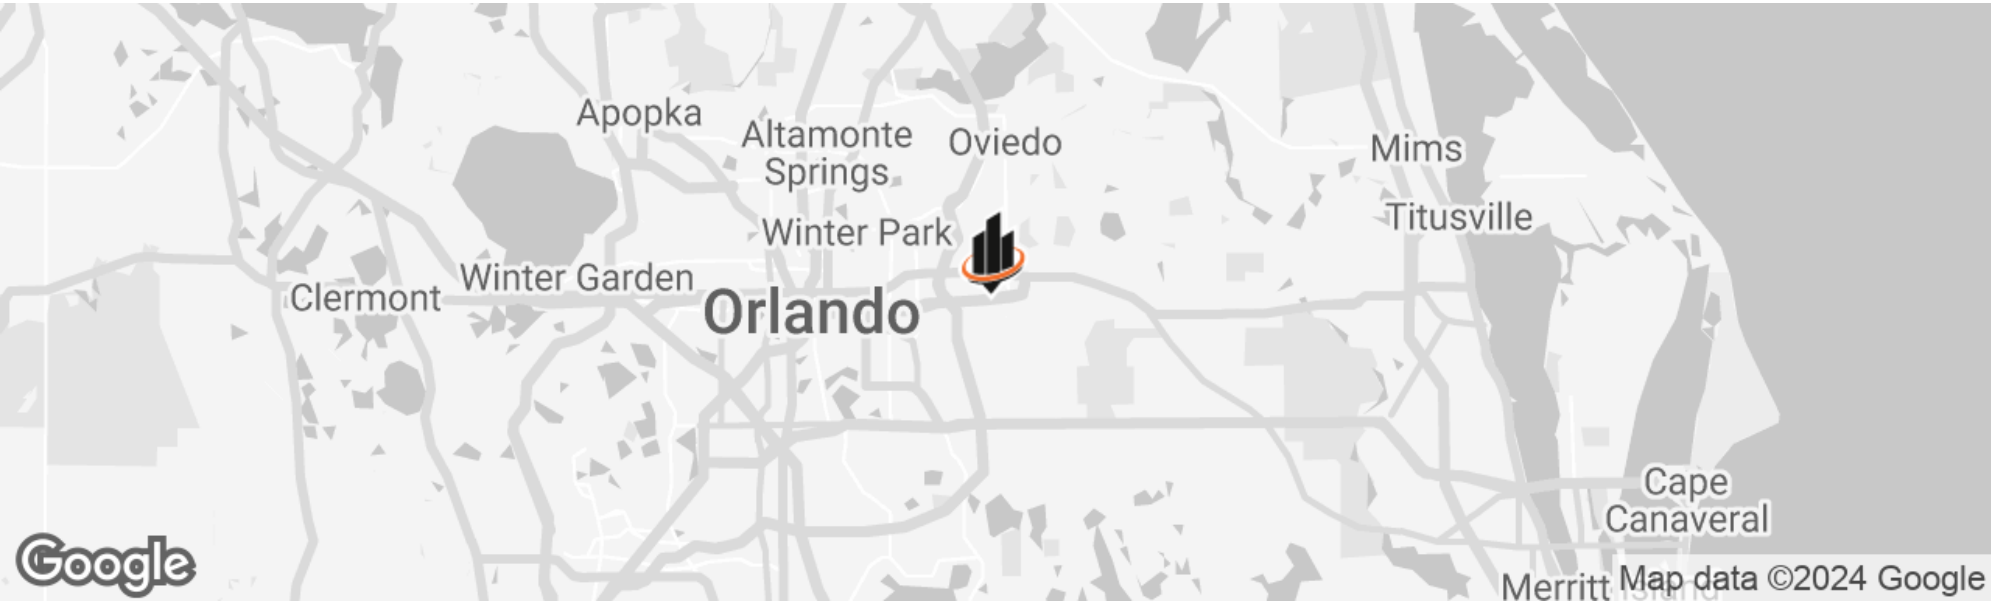 Apopka
Altamonte
Springs
Oviedo
Mims
Titusville
Winter Park
Winter Garden
Clermont
Orlando
Cape
Canaveral
Google
Merritt Island
Map data ©2024 Google